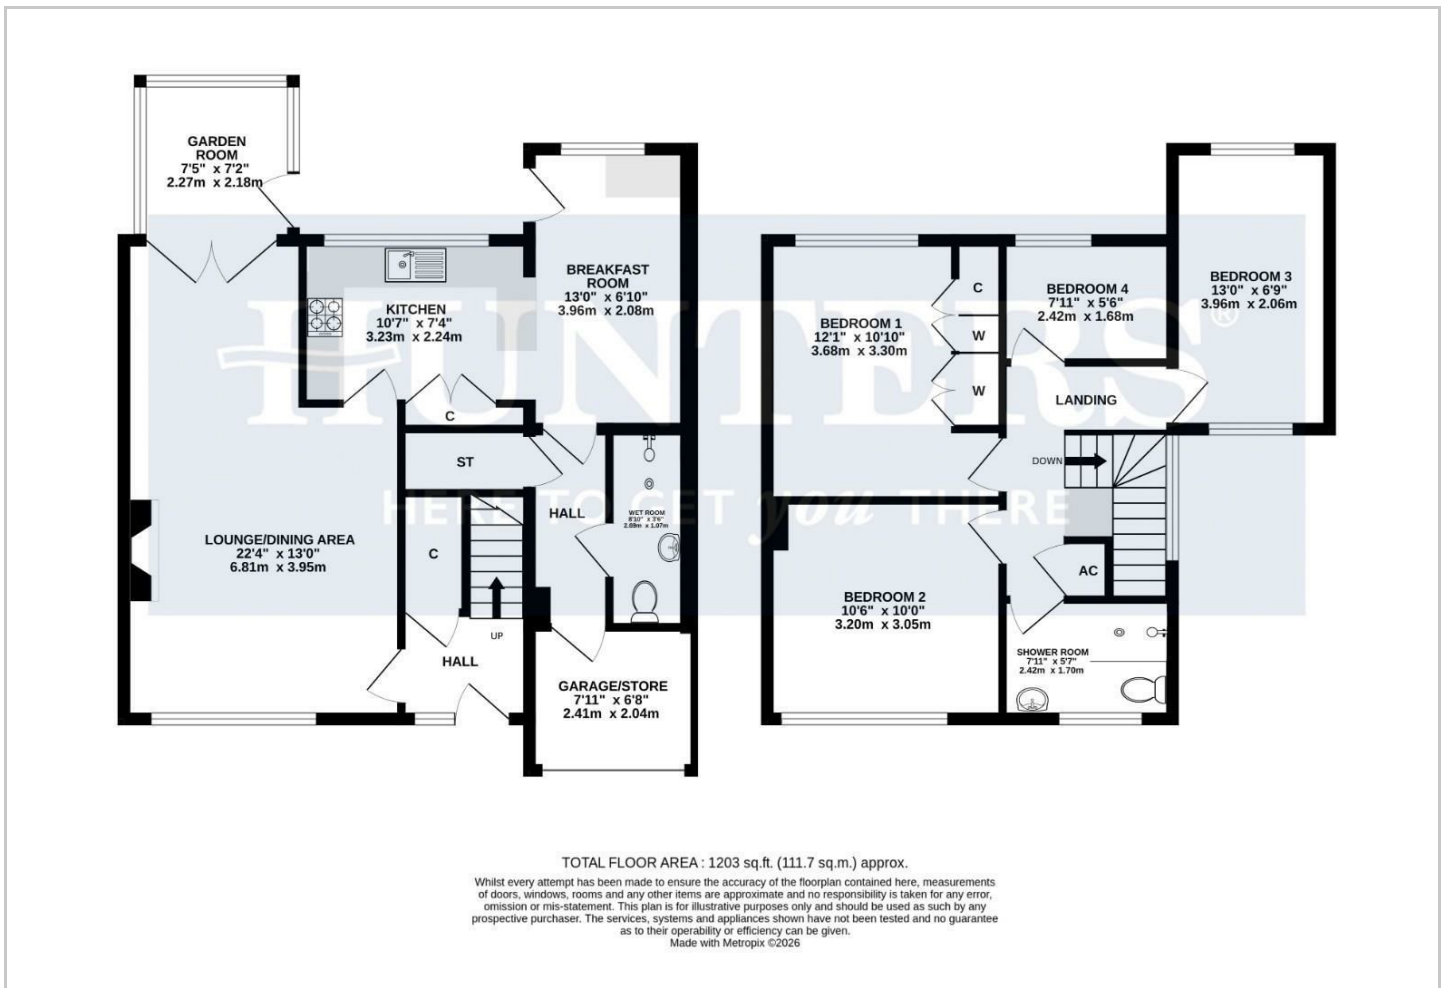 GARDEN
ROOM
7'5" x 7'2"
2.27m x 2.18m
KITCHEN
10'7" x 7'4"
3.23m x 2.24m
BREAKFAST
ROOM
13'0" x 6'10"
3.96m x 2.08m
C
ST
HALL
WET ROOM
8'10" x 3'6"
2.69m x 1.07m
LOUNGE/DINING AREA
22'4" x 13'0"
6.81m x 3.95m
C
UP
HALL
GARAGE/STORE
7'11" x 6'8"
2.41m x 2.04m
BEDROOM 1
12'1" x 10'10"
3.68m x 3.30m
C
W
W
BEDROOM 4
7'11" x 5'6"
2.42m x 1.68m
BEDROOM 3
13'0" x 6'9"
3.96m x 2.06m
LANDING
DOWN
AC
BEDROOM 2
10'6" x 10'0"
3.20m x 3.05m
SHOWER ROOM
7'11" x 5'7"
2.42m x 1.70m
HUNTERS®
HERE TO GET you THERE
TOTAL FLOOR AREA : 1203 sq.ft. (111.7 sq.m.) approx.
Whilst every attempt has been made to ensure the accuracy of the floorplan contained here, measurements
of doors, windows, rooms and any other items are approximate and no responsibility is taken for any error,
omission or mis-statement. This plan is for illustrative purposes only and should be used as such by any
prospective purchaser. The services, systems and appliances shown have not been tested and no guarantee
as to their operability or efficiency can be given.
Made with Metropix ©2026